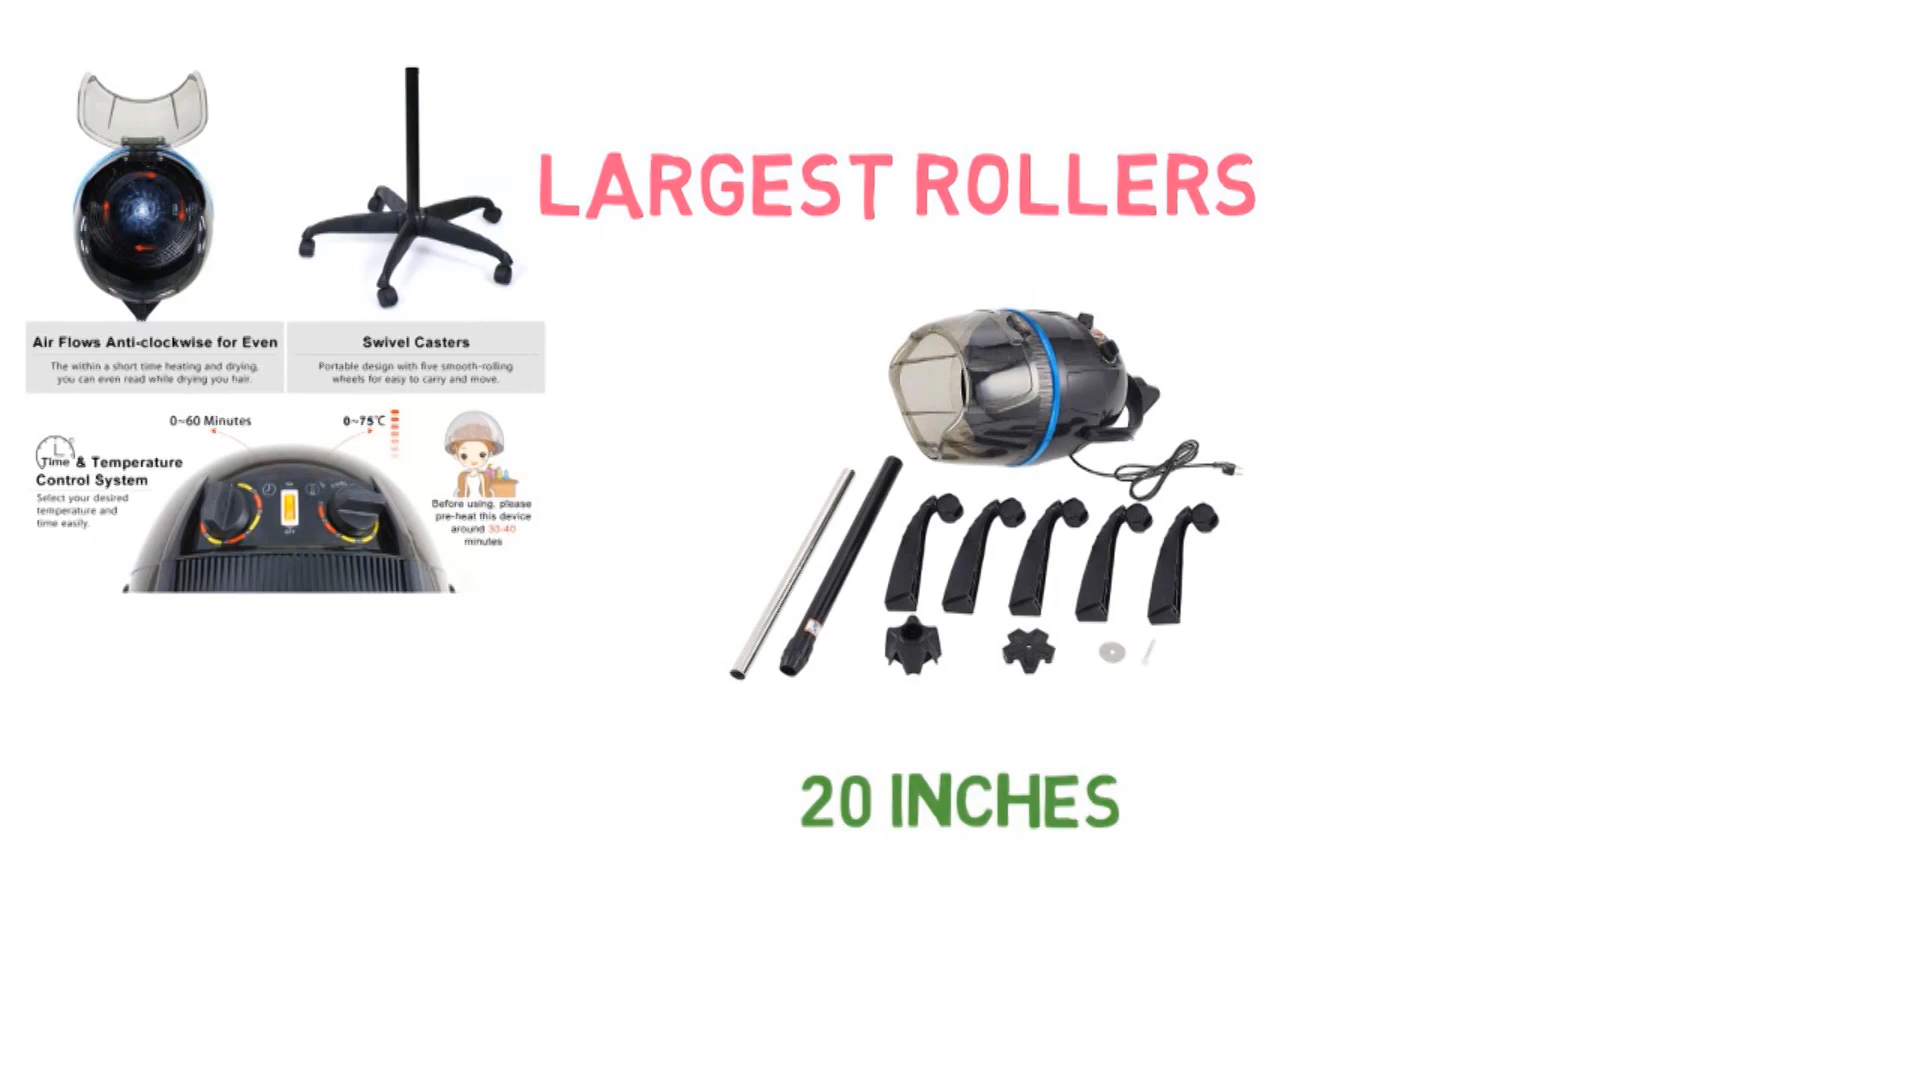 LARGEST ROLLERS
Air Flows Anti-clockwise for Even
The within a short time heating and drying,
you can even read while drying you hair.
Swivel Casters
Portable design with five smooth-rolling
wheels for easy to carry and move.
0~60 Minutes
0~75℃
Time & Temperature
Control System
Select your desired
temperature and
time easily.
Before using, please
pre-heat this device
around 30-40
minutes
20 INCHES